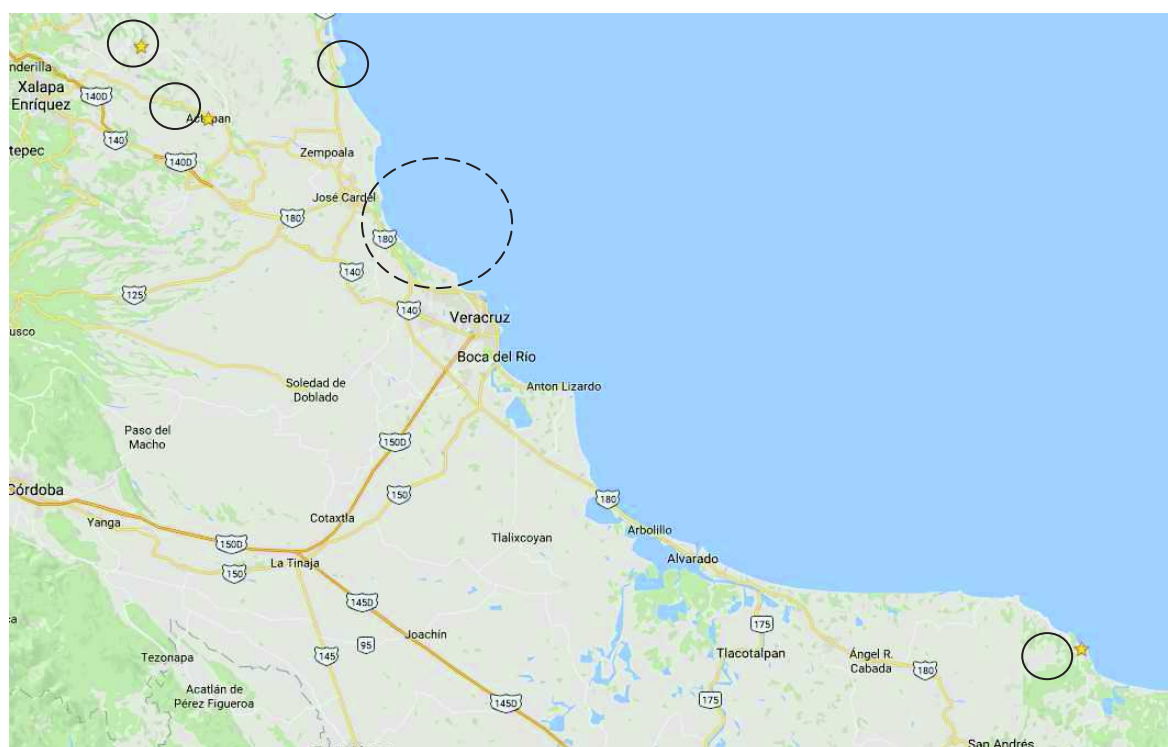 180
nderilla
Xalapa
Enríquez
140D
140
tepec
140D
Zempoala
José Cardel
180
180
140
125
140
Veracruz
usco
Boca del Río
Soledad de
Doblado
Anton Lizardo
Paso del
Macho
150D
Córdoba
150
180
Yanga
Cotaxtla
Arbolillo
150D
Tlalixcoyan
La Tinaja
Alvarado
150
145D
175
ca
Joachín
95
145
Tezonapa
Tlacotalpan
Ángel R.
Cabada
180
Acatlán de
Pérez Figueroa
145D
175
San Andrés